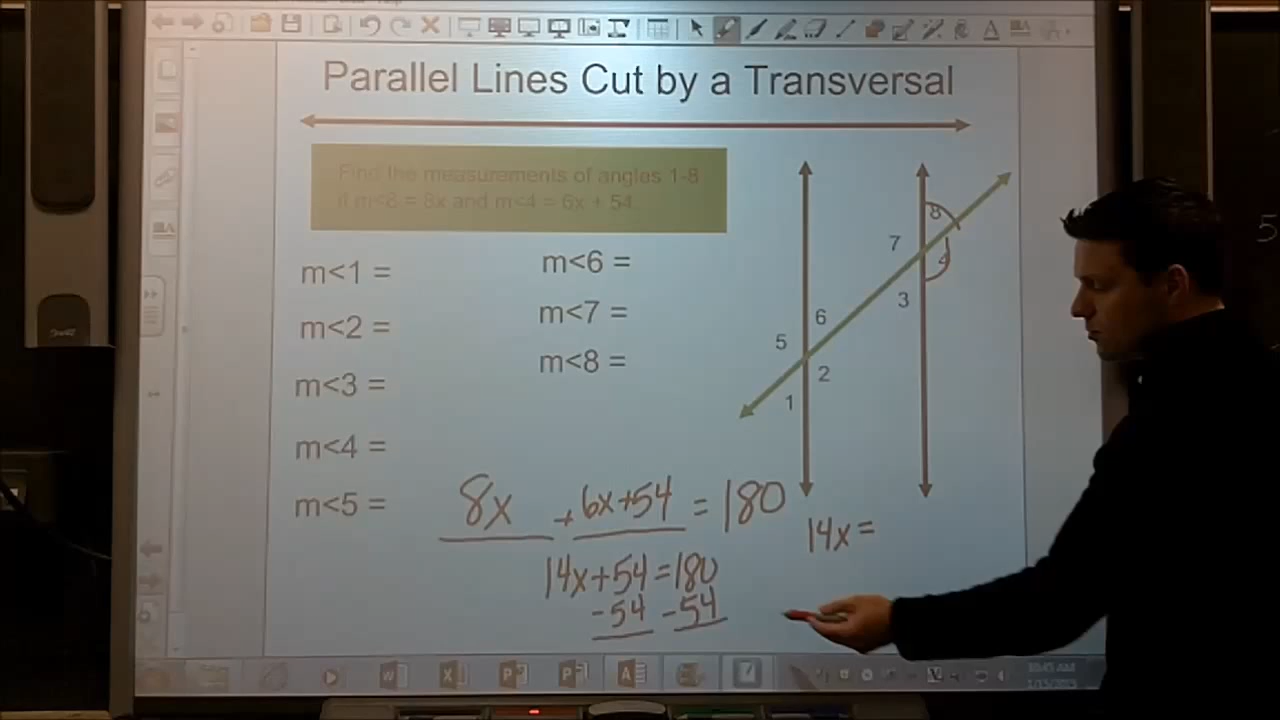 Parallel Lines Cut by a Transversal
Find the measurements of angles 1-8
if m<8 = 8x and m<4 = 6x + 54.
m<1 =
m<2 =
m<3 =
m<4 =
m<5 =
m<6 =
m<7 =
m<8 =
8
7
4
3
6
5
2
1
8x + 6x+54 = 180
14x+54 =180
-54 -54
14x =
5